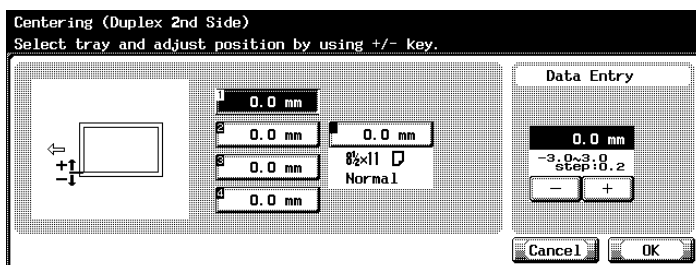 Centering (Duplex 2nd Side)
Select tray and adjust position by using +/- key.
Data Entry
1 0.0 mm
2 0.0 mm
0.0 mm
3 0.0 mm
8½×11
Normal
4 0.0 mm
+
-
0.0 mm
-3.0~3.0
step:0.2
- +
Cancel OK